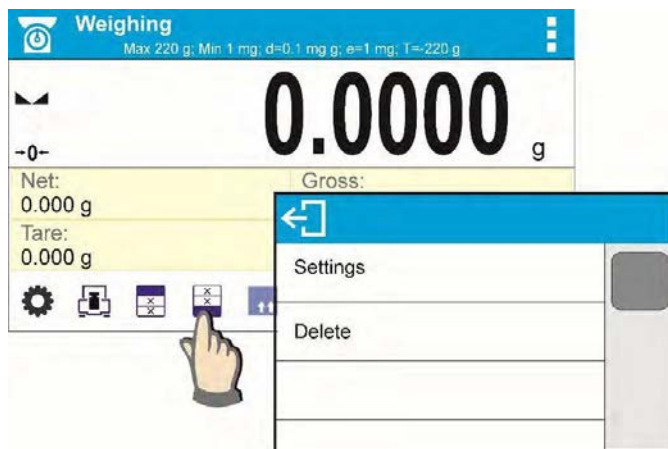 Weighing
Max 220 g; Min 1 mg; d=0.1 mg g; e=1 mg; T=-220 g
0.0000 g
→0←
Net:
0.000 g
Gross:
Tare:
0.000 g
Settings
Delete